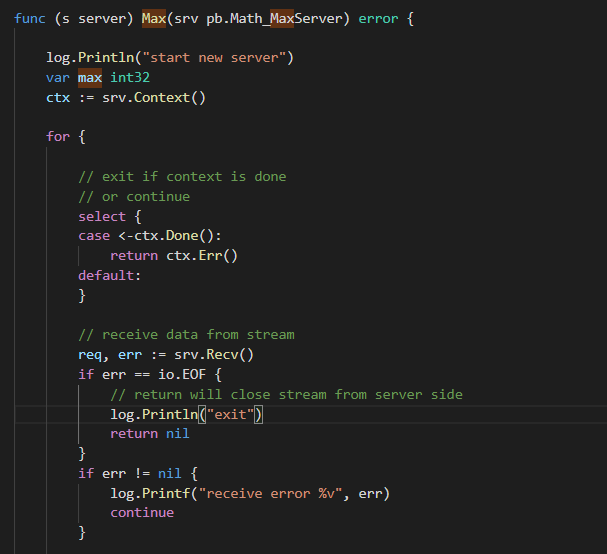 func (s server) Max(srv pb.Math_MaxServer) error {
log.Println("start new server")
var max int32
ctx := srv.Context()
for {
// exit if context is done
// or continue
select {
case <-ctx.Done():
return ctx.Err()
default:
}
// receive data from stream
req, err := srv.Recv()
if err == io.EOF {
// return will close stream from server side
log.Println("exit")
return nil
}
if err != nil {
log.Printf("receive error %v", err)
continue
}